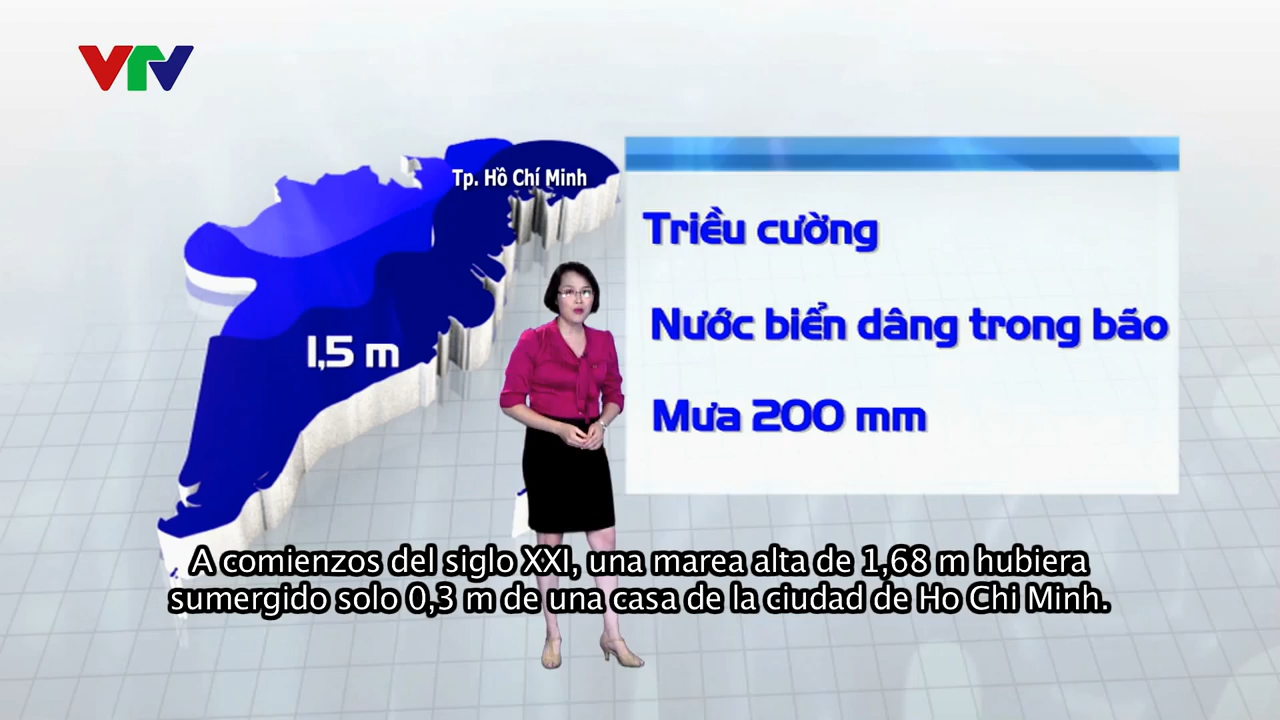 VTV
Tp. Hồ Chí Minh
1,5 m
Triều cường
Nước biển dâng trong bão
Mưa 200 mm
A comienzos del siglo XXI, una marea alta de 1,68 m hubiera
sumergido solo 0,3 m de una casa de la ciudad de Ho Chi Minh.